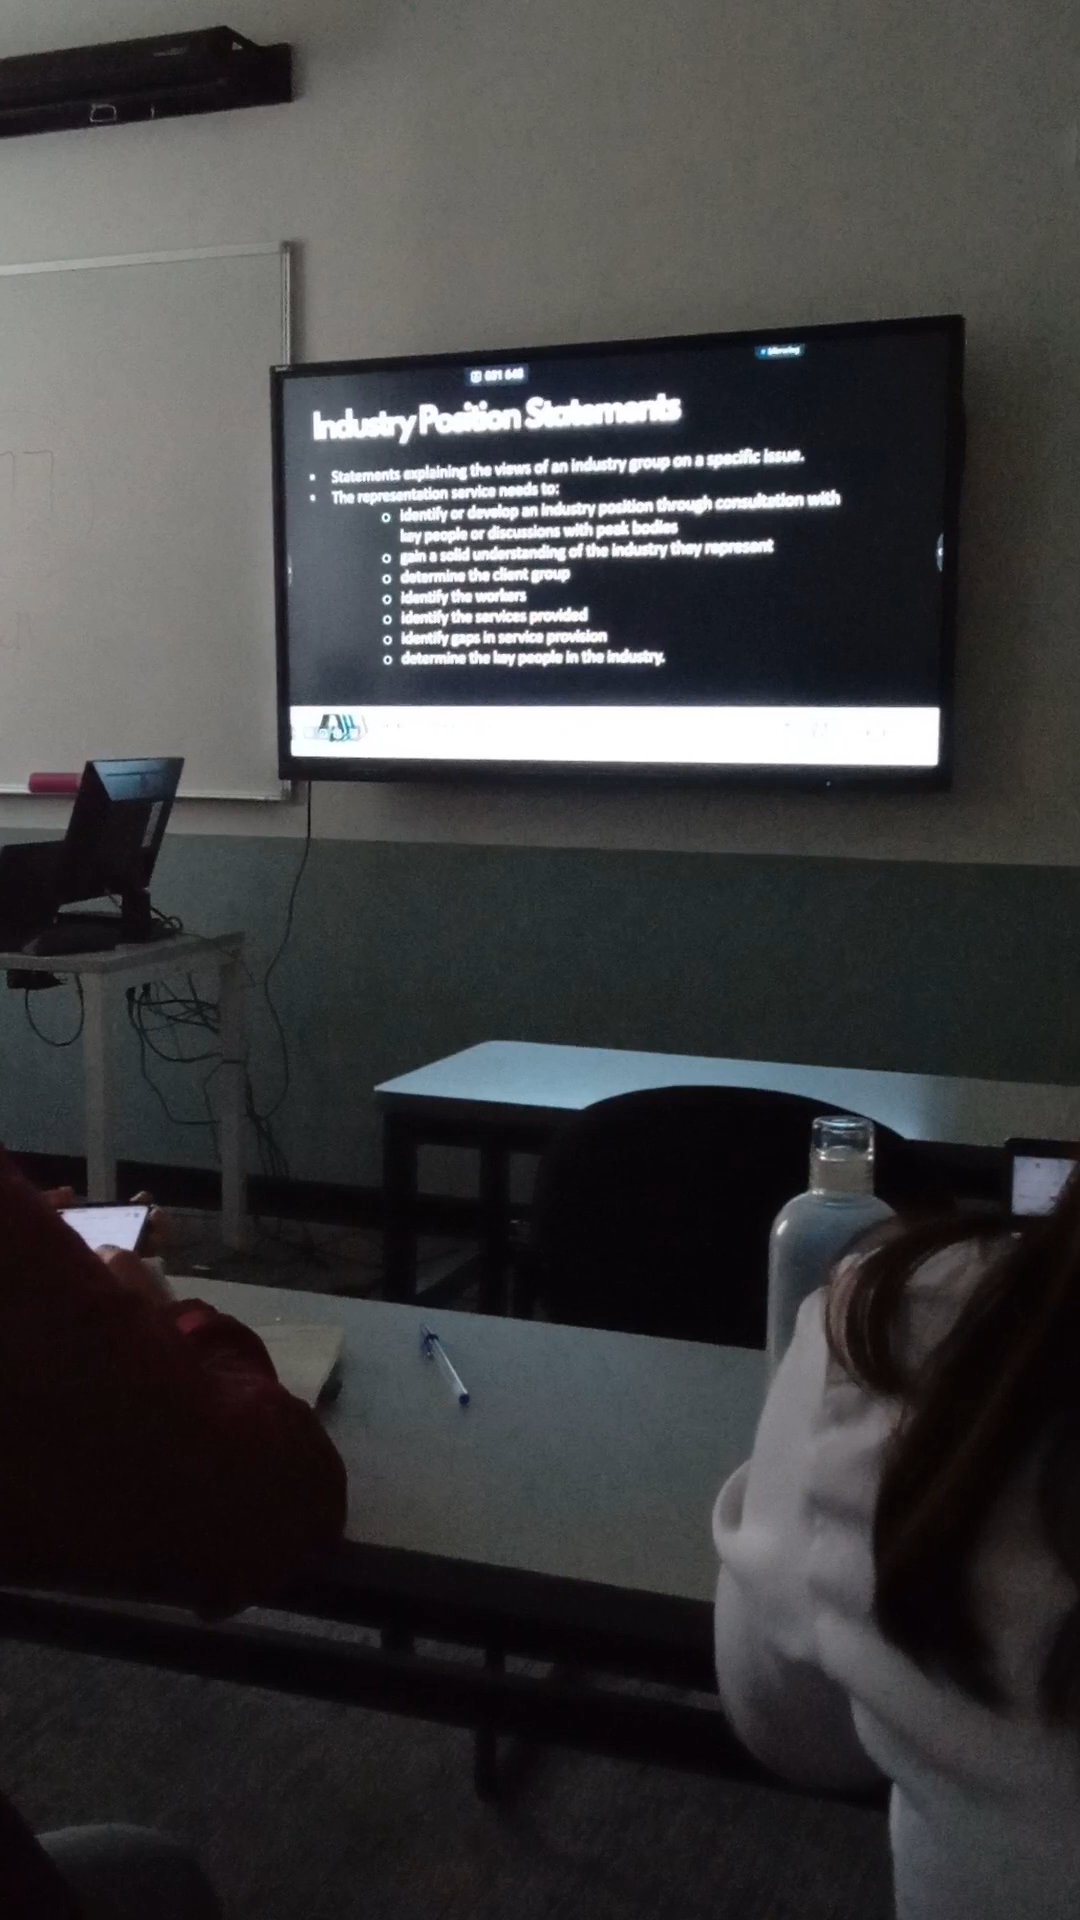 681 648
Industry Position Statements
• Statements explaining the views of an industry group on a specific issue.
• The representation service needs to:
o identify or develop an industry position through consultation with
key people or discussions with peak bodies
o gain a solid understanding of the industry they represent
o determine the client group
o identify the workers
o identify the services provided
o identify gaps in service provision
o determine the key people in the industry.